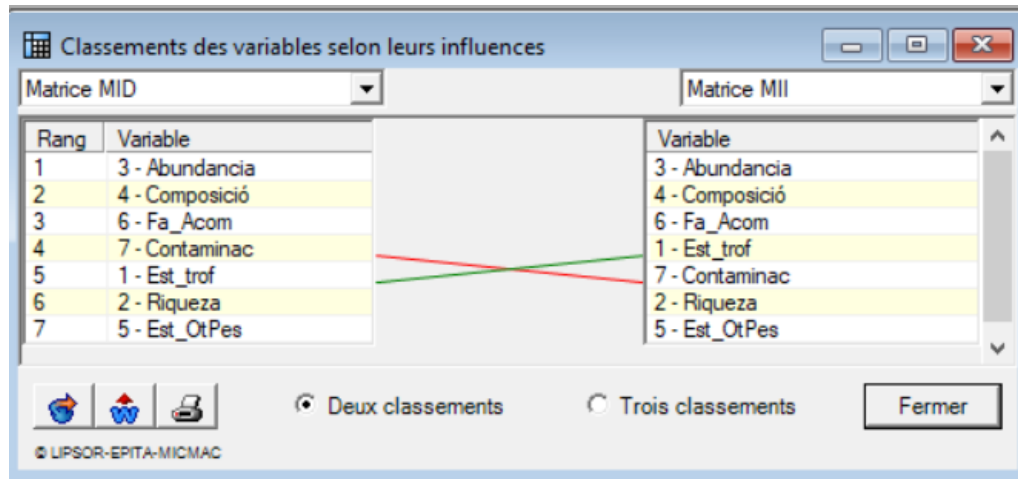 Classements des variables selon leurs influences
Matrice MID Matrice MII
Rang Variable Variable
1 3 - Abundancia 3 - Abundancia
2 4 - Composició 4 - Composició
3 6 - Fa_Acom 6 - Fa_Acom
4 7 - Contaminac 1 - Est_trof
5 1 - Est_trof 7 - Contaminac
6 2 - Riqueza 2 - Riqueza
7 5 - Est_OtPes 5 - Est_OtPes
Deux classements Trois classements Fermer
© LIPSOR-EPITA-MICMAC